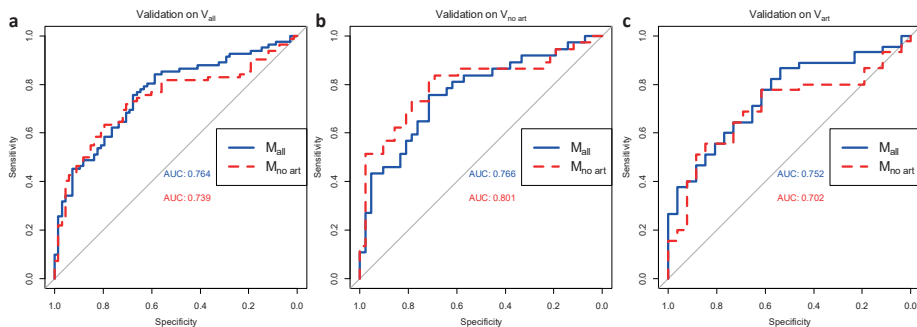 a
Validation on Vall
Sensitivity
0.0 0.2 0.4 0.6 0.8 1.0
Mall
Mno art
AUC: 0.764
AUC: 0.739
1.0 0.8 0.6 0.4 0.2 0.0
Specificity
b
Validation on Vno art
Sensitivity
0.0 0.2 0.4 0.6 0.8 1.0
Mall
Mno art
AUC: 0.766
AUC: 0.801
1.0 0.8 0.6 0.4 0.2 0.0
Specificity
c
Validation on Vart
Sensitivity
0.0 0.2 0.4 0.6 0.8 1.0
Mall
Mno art
AUC: 0.752
AUC: 0.702
1.0 0.8 0.6 0.4 0.2 0.0
Specificity